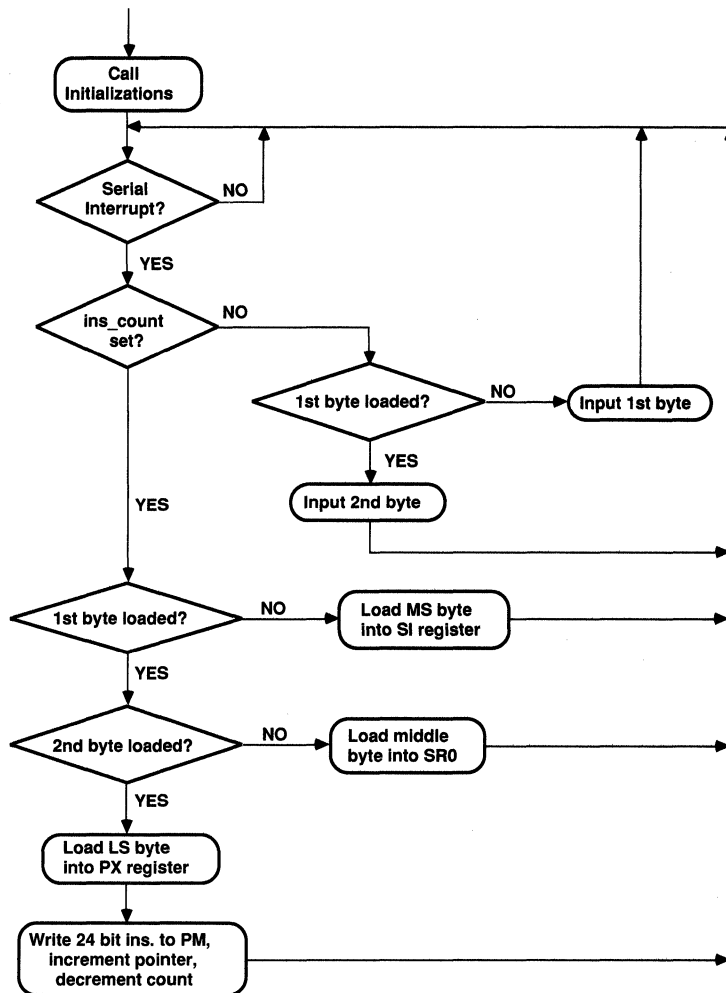 Call
Initializations
Serial
Interrupt?
NO
YES
ins_count
set?
NO
1st byte loaded?
NO
Input 1st byte
YES
Input 2nd byte
YES
1st byte loaded?
NO
Load MS byte
into SI register
YES
2nd byte loaded?
NO
Load middle
byte into SR0
YES
Load LS byte
into PX register
Write 24 bit ins. to PM,
increment pointer,
decrement count